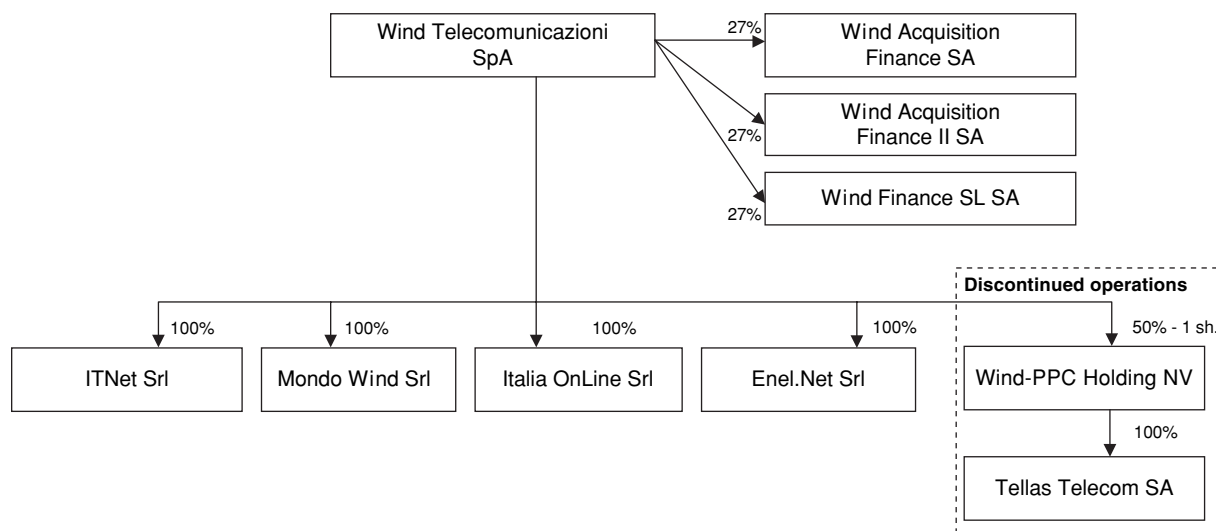 Wind Telecomunicazioni
SpA
27%
Wind Acquisition
Finance SA
27%
Wind Acquisition
Finance II SA
27%
Wind Finance SL SA
Discontinued operations
100%
100%
100%
100%
50% - 1 sh.
ITNet Srl
Mondo Wind Srl
Italia OnLine Srl
Enel.Net Srl
Wind-PPC Holding NV
100%
Tellas Telecom SA